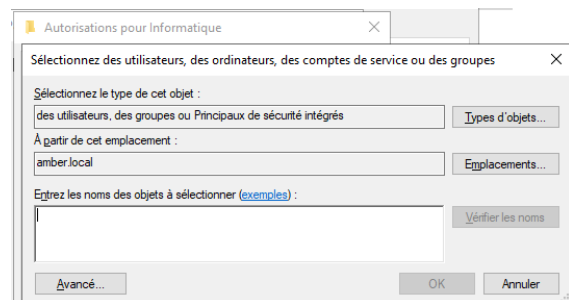 Autorisations pour Informatique
Sélectionnez des utilisateurs, des ordinateurs, des comptes de service ou des groupes
Sélectionnez le type de cet objet :
des utilisateurs, des groupes ou Principaux de sécurité intégrés
Types d'objets...
À partir de cet emplacement :
amber.local
Emplacements...
Entrez les noms des objets à sélectionner (exemples) :
Vérifier les noms
Avancé...
OK
Annuler